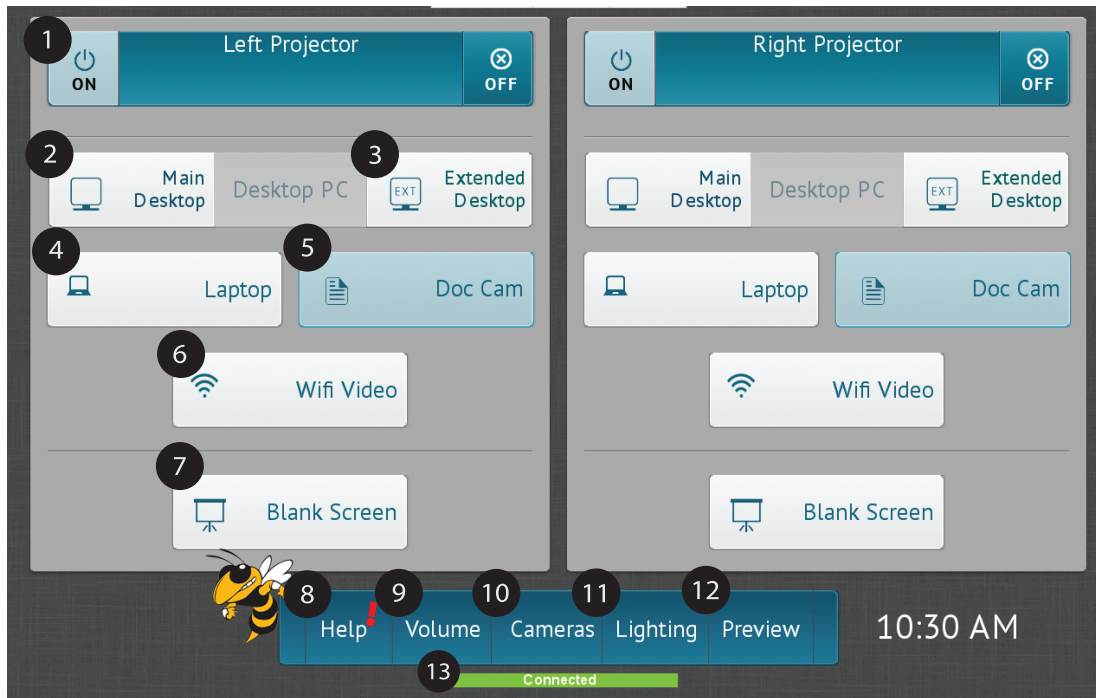 1
Left Projector
ON
OFF
2
Main
Desktop
Desktop PC
3
EXT
Extended
Desktop
4
Laptop
5
Doc Cam
6
Wifi Video
7
Blank Screen
Right Projector
ON
OFF
Main
Desktop
Desktop PC
EXT
Extended
Desktop
Laptop
Doc Cam
Wifi Video
Blank Screen
8
Help!
9
Volume
10
Cameras
11
Lighting
12
Preview
10:30 AM
13
Connected